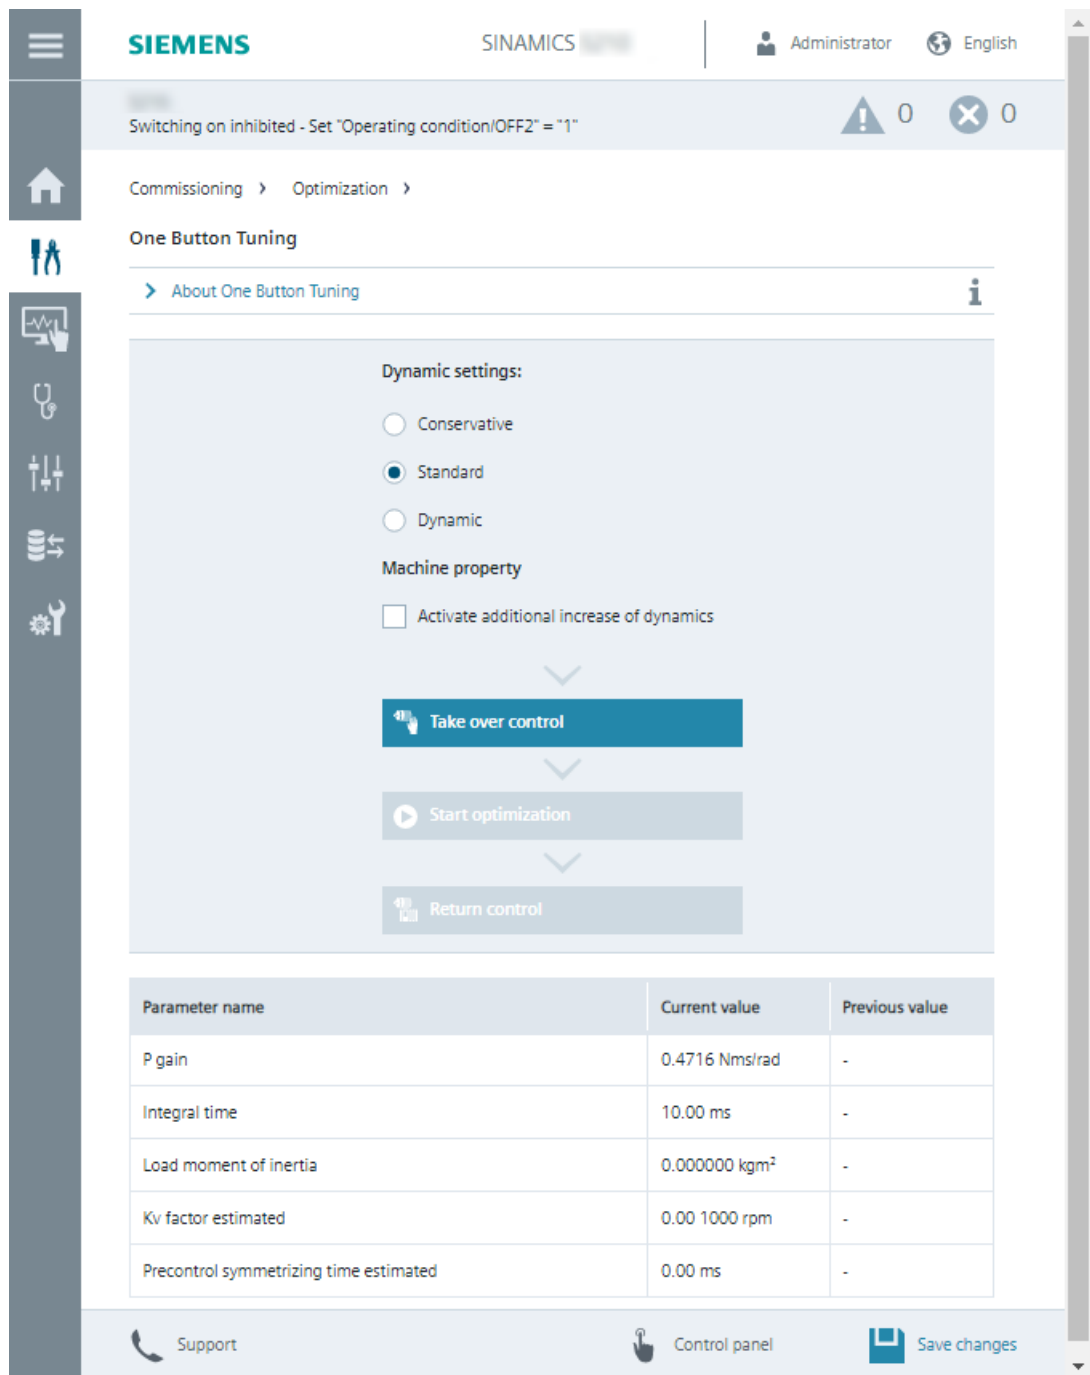 SIEMENS SINAMICS Administrator English
Switching on inhibited - Set "Operating condition/OFF2" = "1" 0 0
Commissioning > Optimization >
One Button Tuning
> About One Button Tuning
Dynamic settings:
Conservative
Standard
Dynamic
Machine property
Activate additional increase of dynamics
Take over control
Start optimization
Return control
Parameter name Current value Previous value
P gain 0.4716 Nms/rad -
Integral time 10.00 ms -
Load moment of inertia 0.000000 kgm² -
Kv factor estimated 0.00 1000 rpm -
Precontrol symmetrizing time estimated 0.00 ms -
Support Control panel Save changes